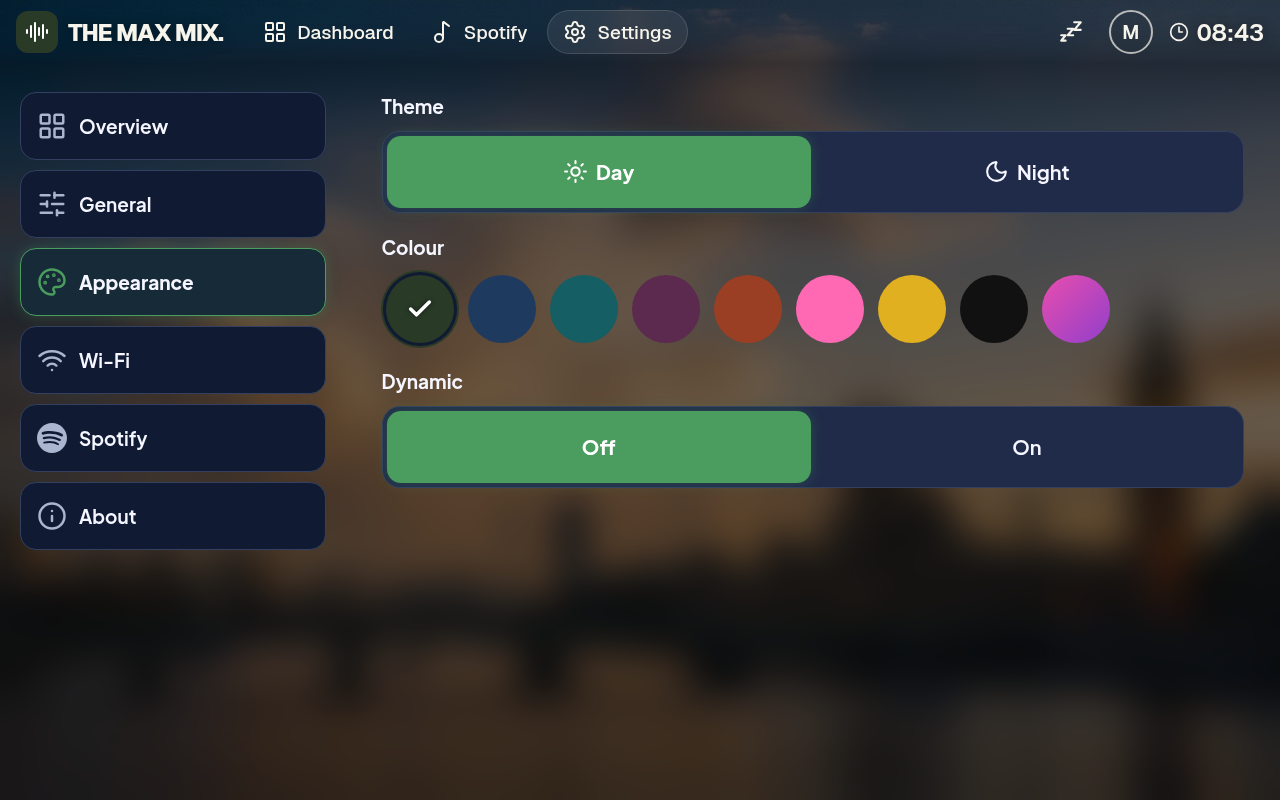 THE MAX MIX.
Dashboard
Spotify
Settings
M
08:43
Overview
General
Appearance
Wi-Fi
Spotify
About
Theme
Day
Night
Colour
Dynamic
Off
On